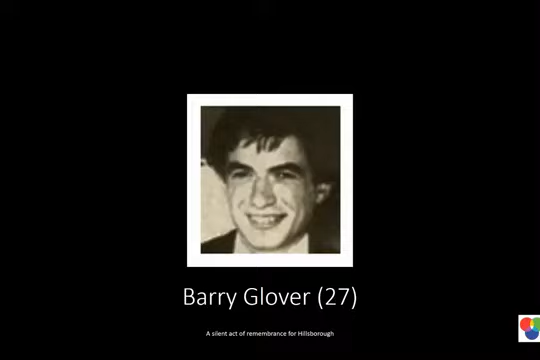 Barry Glover (27)
A silent act of remembrance for Hillsborough